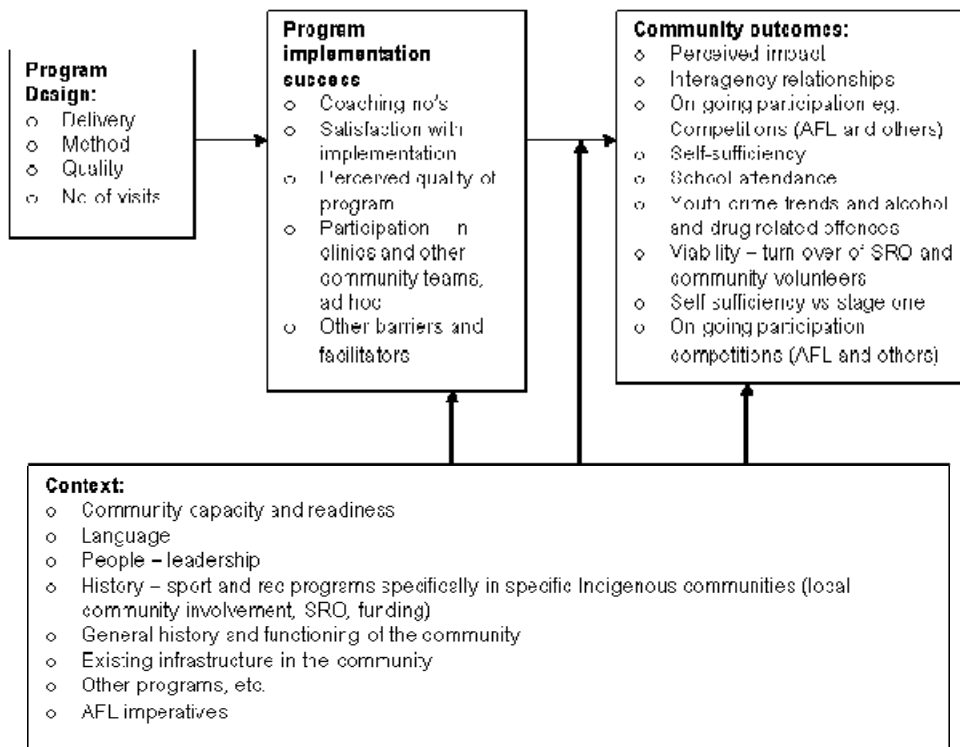 Program
Design:
o Delivery
o Method
o Quality
o No of visits
Program
implementation
success
o Coaching no's
o Satisfaction with
implementation
o Perceived quality of
program
o Participation n
clinics and other
community teams,
ad hoc
o Other barriers and
facilitators
Community outcomes:
o Perceived impact
o Interagency relationships
o On going participation eg.
Competitons (AFL and others)
o Self-sufficiency
o School attendance
o Youth crime trends and alcohol
and drug related offences
o Viability – turn over of SRO and
community volunteers
o Self sufficiency vs stage one
o On going participation
competitions (AFL and others)
Context:
o Community capacity and readiness
o Language
o People – leadership
o History – sport and rec programs specifically in specific Indigenous communities (local
community involvement, SRO, funding)
o General history and functioning of the community
o Existing infrastructure in the community
o Other programs, etc.
o AFL imperatives